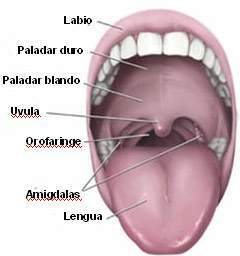 Labio
Paladar duro
Paladar blando
Uvula
Orofaringe
Amigdalas
Lengua